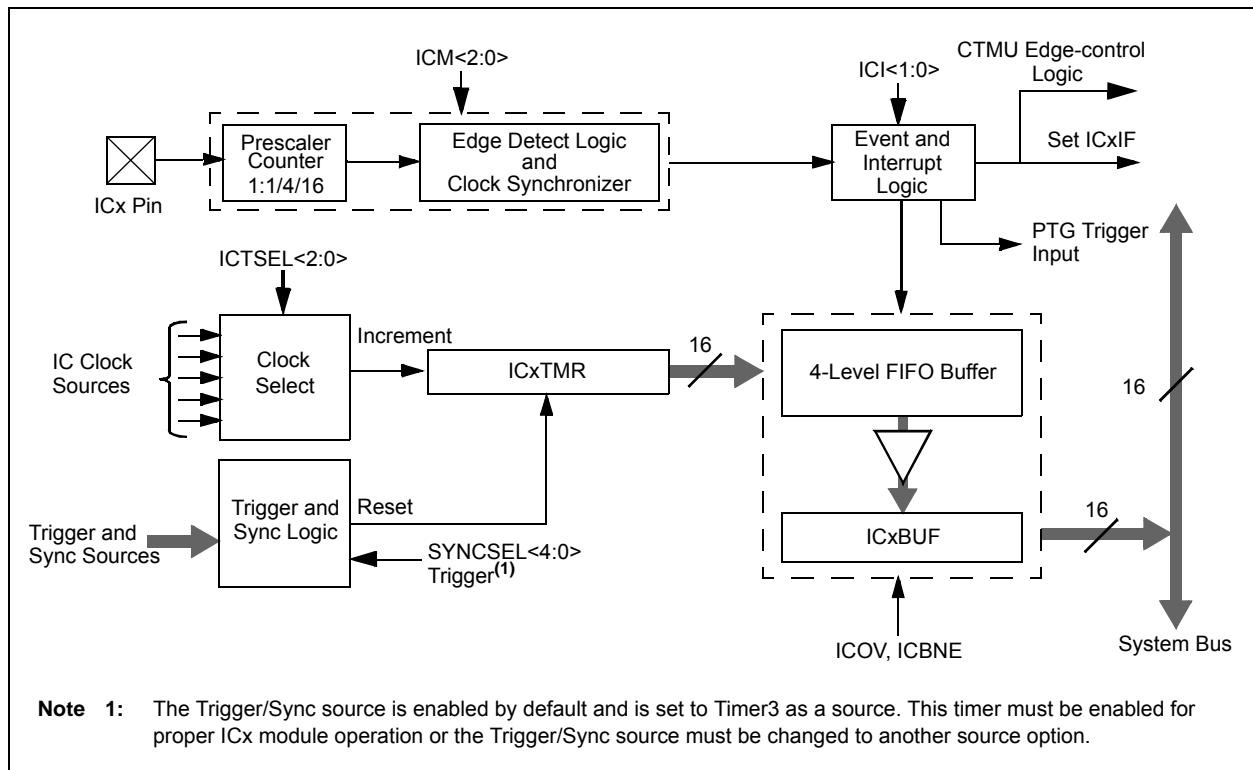 ICM<2:0>
ICI<1:0>
CTMU Edge-control
Logic
Prescaler
Counter
1:1/4/16
Edge Detect Logic
and
Clock Synchronizer
Event and
Interrupt
Logic
Set ICxIF
ICx Pin
PTG Trigger
Input
ICTSEL<2:0>
IC Clock
Sources
Clock
Select
Increment
ICxTMR
16
4-Level FIFO Buffer
16
Trigger and
Sync Sources
Trigger and
Sync Logic
Reset
SYNCSEL<4:0>
Trigger(1)
ICxBUF
16
ICOV, ICBNE
System Bus
Note 1: The Trigger/Sync source is enabled by default and is set to Timer3 as a source. This timer must be enabled for
proper ICx module operation or the Trigger/Sync source must be changed to another source option.